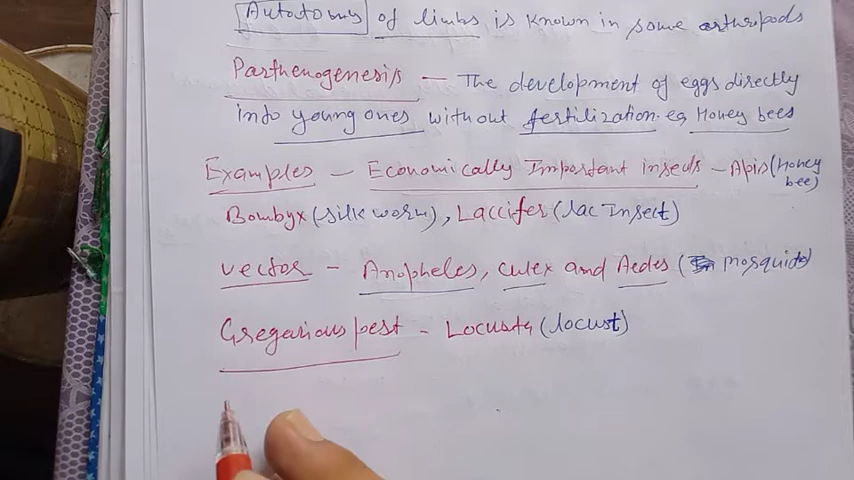 Autotomy of limbs is known in some arthropods
Parthenogenesis – The development of eggs directly
into young ones without fertilization. eg Honey bees
Examples – Economically Important insects – Apis (Honey bee)
Bombyx (silk worm), Laccifer (lac Insect)
vector – Anopheles, culex and Aedes (mosquito)
Gregarious pest – Locusta (locust)